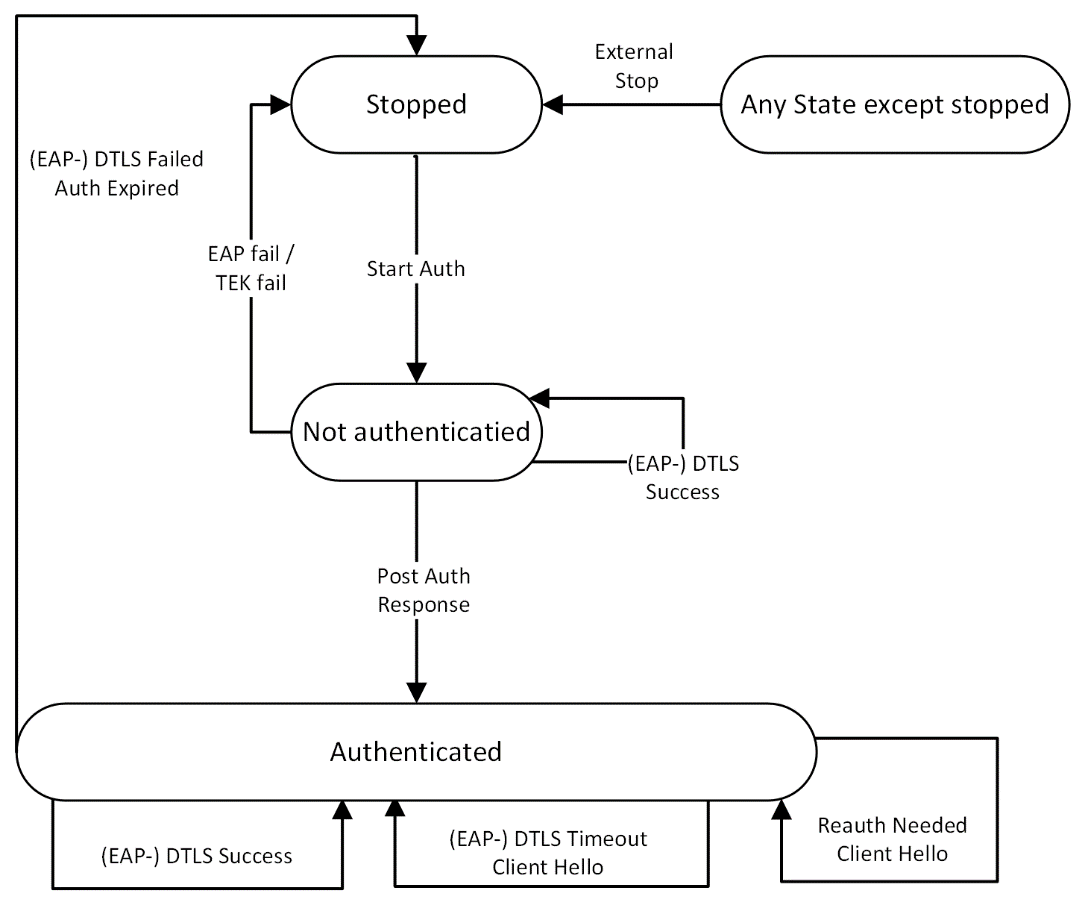 External
Stop
Stopped
Any State except stopped
(EAP-) DTLS Failed
Auth Expired
EAP fail /
TEK fail
Start Auth
Not authenticatied
(EAP-) DTLS
Success
Post Auth
Response
Authenticated
(EAP-) DTLS Success
(EAP-) DTLS Timeout
Client Hello
Reauth Needed
Client Hello